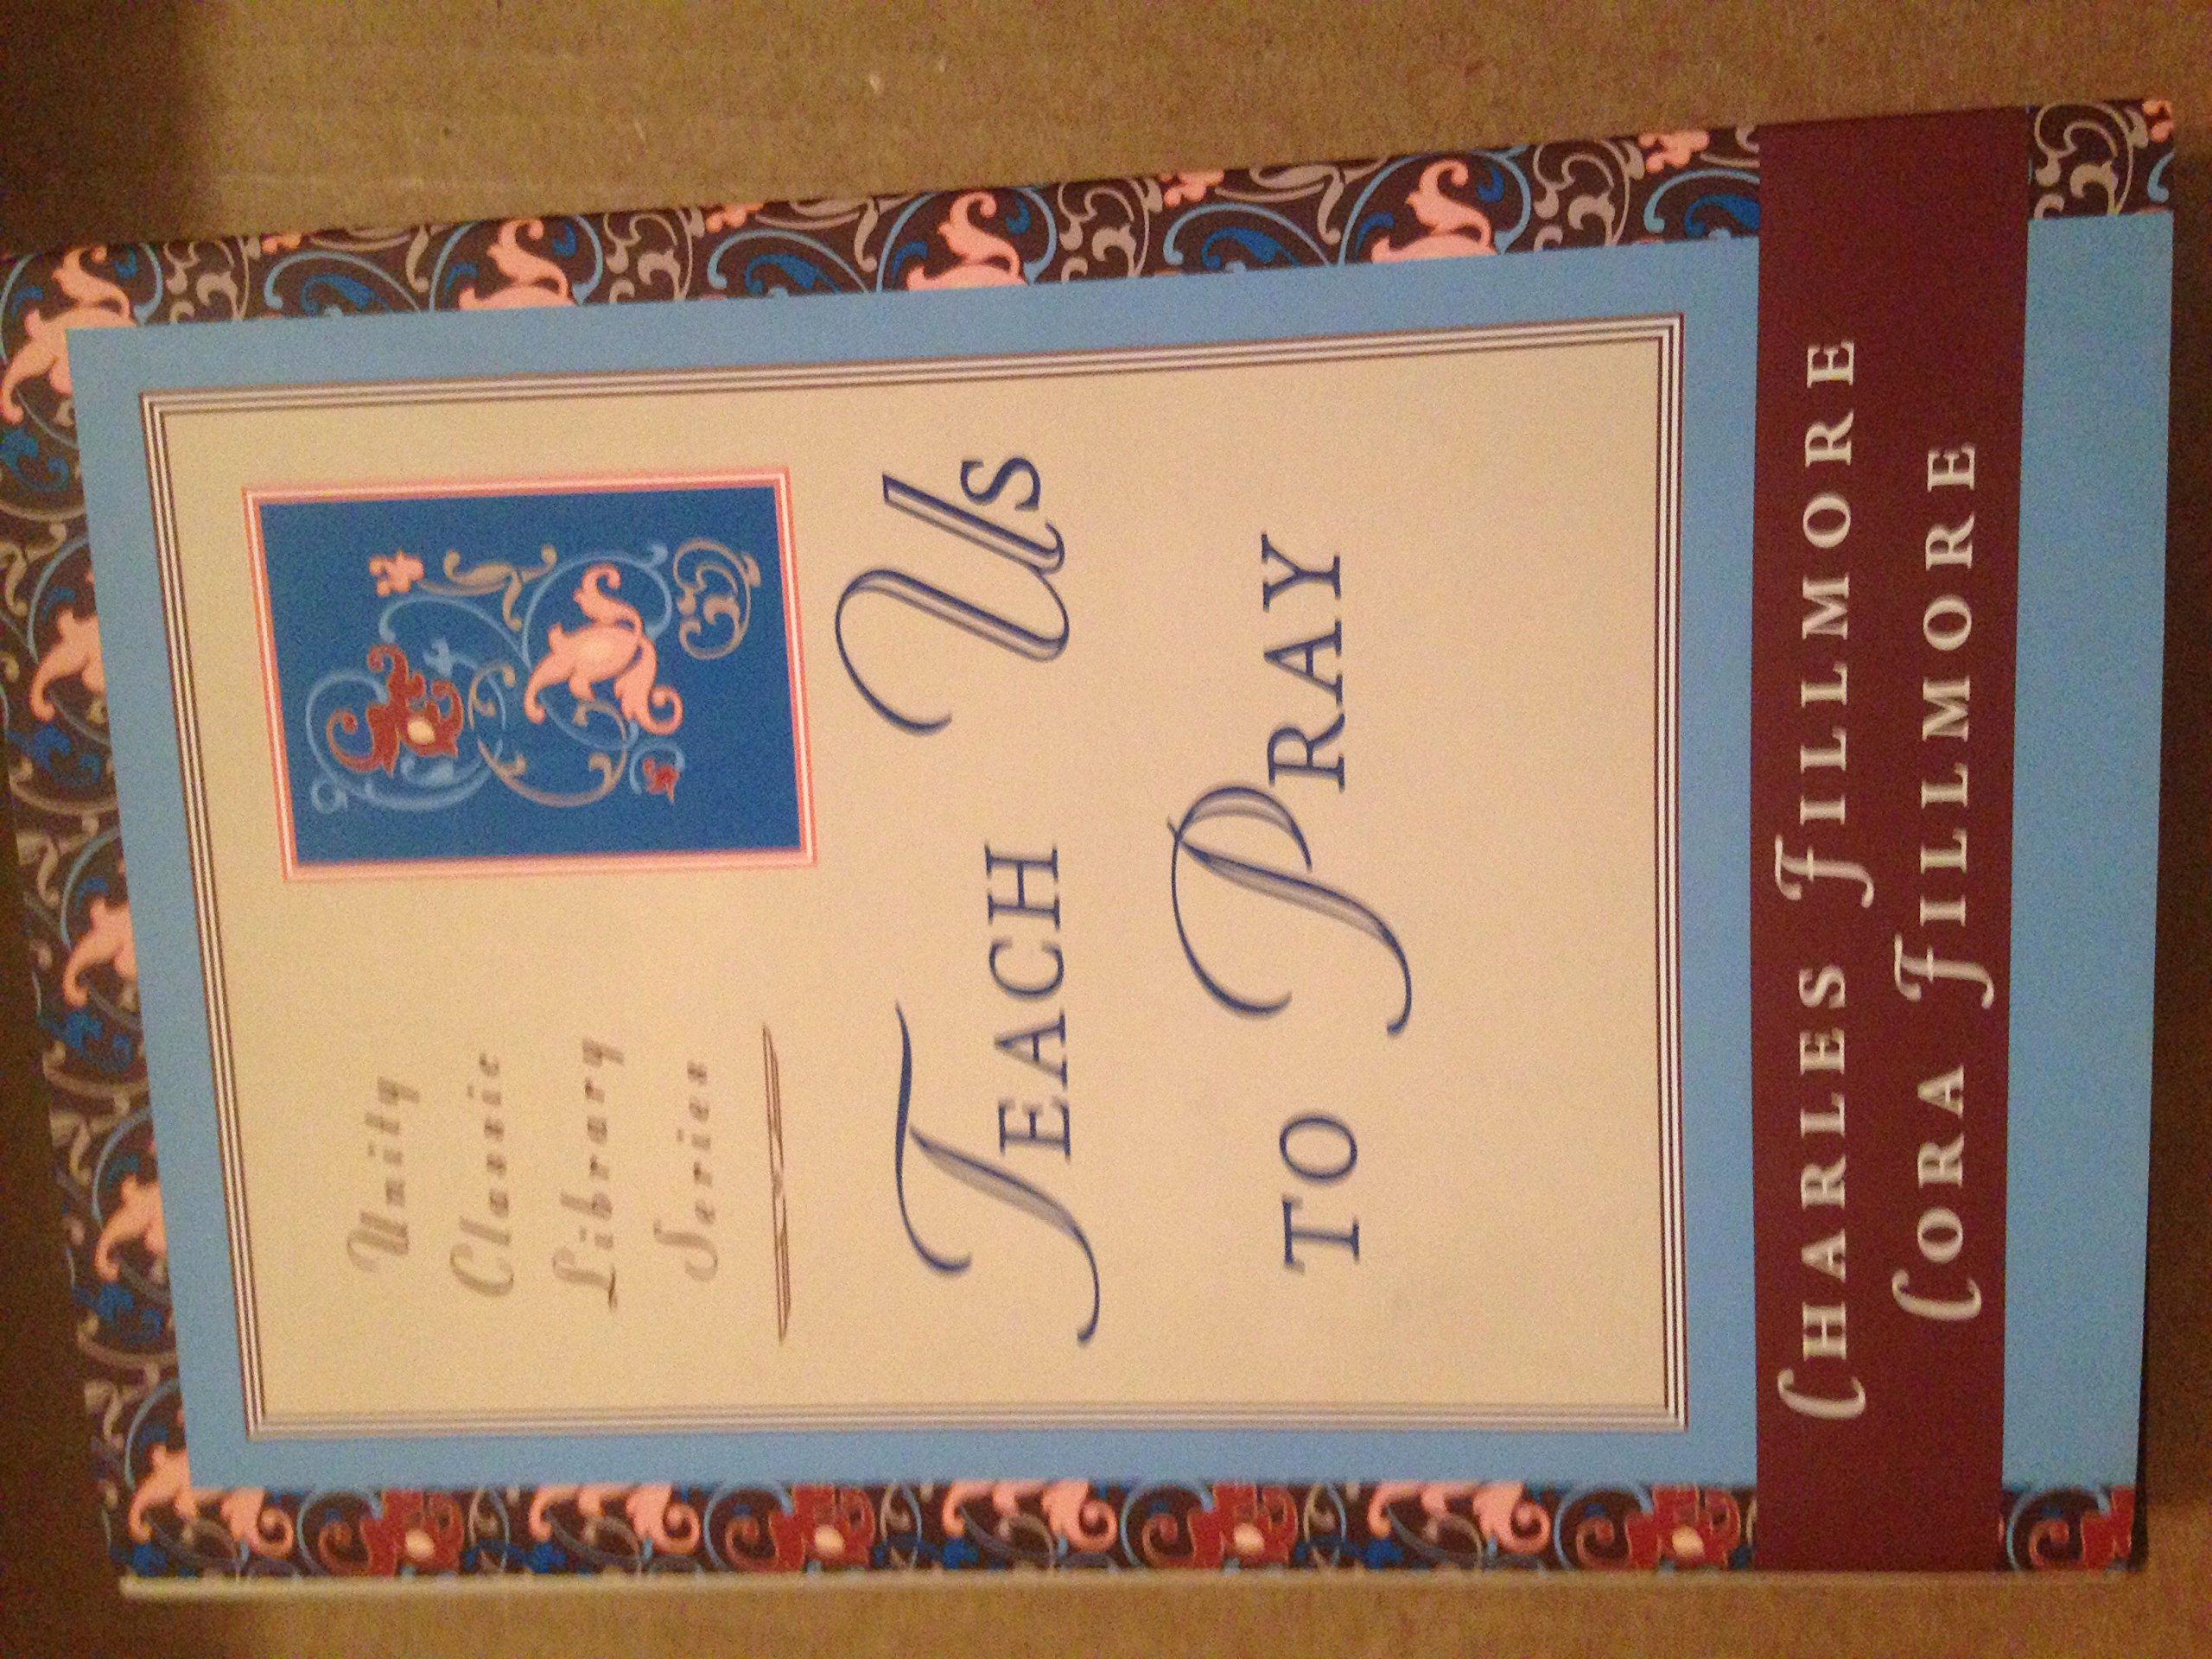 Unity
Classic
Library
Series
TEACH US
TO PRAY
CHARLES FILLMORE
CORA FILLMORE